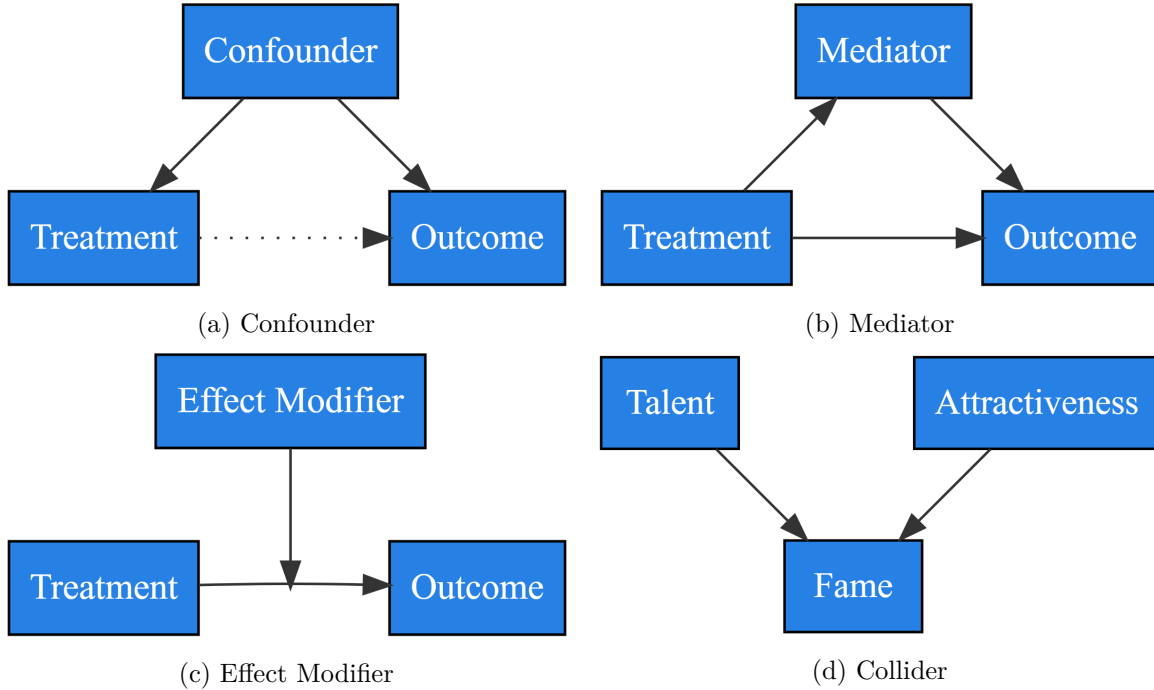 Confounder
Treatment
Outcome
(a) Confounder
Mediator
Treatment
Outcome
(b) Mediator
Effect Modifier
Treatment
Outcome
(c) Effect Modifier
Talent
Attractiveness
Fame
(d) Collider